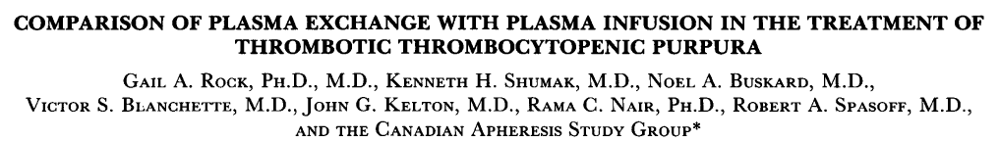 COMPARISON OF PLASMA EXCHANGE WITH PLASMA INFUSION IN THE TREATMENT OF
THROMBOTIC THROMBOCYTOPENIC PURPURA
GAIL A. ROCK, PH.D., M.D., KENNETH H. SHUMAK, M.D., NOEL A. BUSKARD, M.D.,
VICTOR S. BLANCHETTE, M.D., JOHN G. KELTON, M.D., RAMA C. NAIR, PH.D., ROBERT A. SPASOFF, M.D.,
AND THE CANADIAN APHERESIS STUDY GROUP*